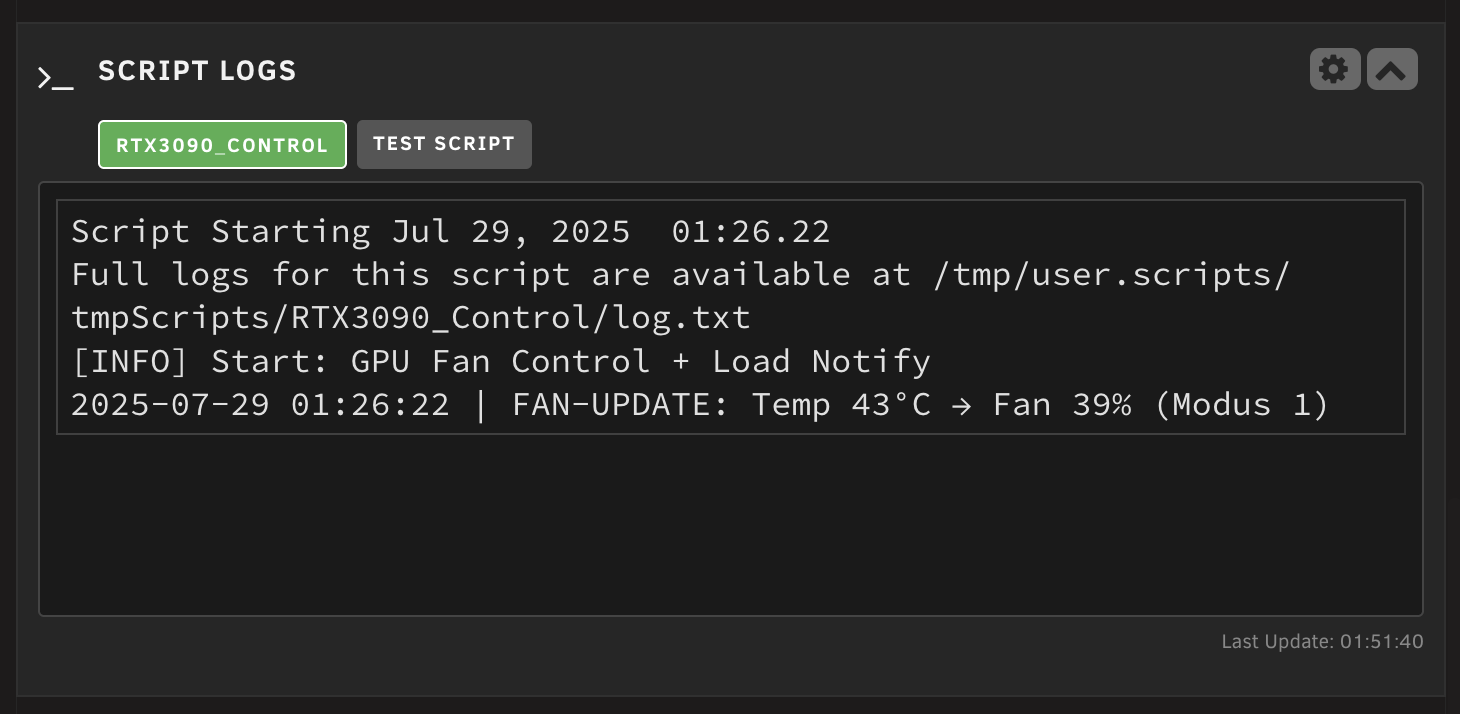 >_ SCRIPT LOGS
RTX3090_CONTROL TEST SCRIPT
Script Starting Jul 29, 2025  01:26.22
Full logs for this script are available at /tmp/user.scripts/
tmpScripts/RTX3090_Control/log.txt
[INFO] Start: GPU Fan Control + Load Notify
2025-07-29 01:26:22 | FAN-UPDATE: Temp 43°C → Fan 39% (Modus 1)
Last Update: 01:51:40